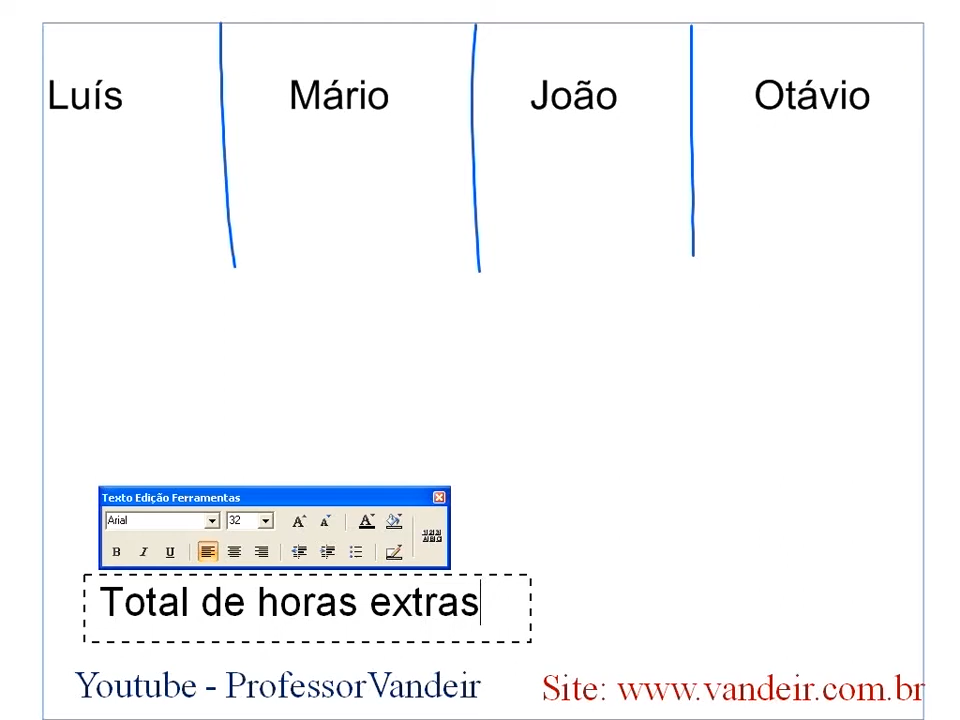 Luís Mário João Otávio
Texto Edição Ferramentas
Arial 32 A A A
B I U
Total de horas extras
Youtube - ProfessorVandeir Site: www.vandeir.com.br